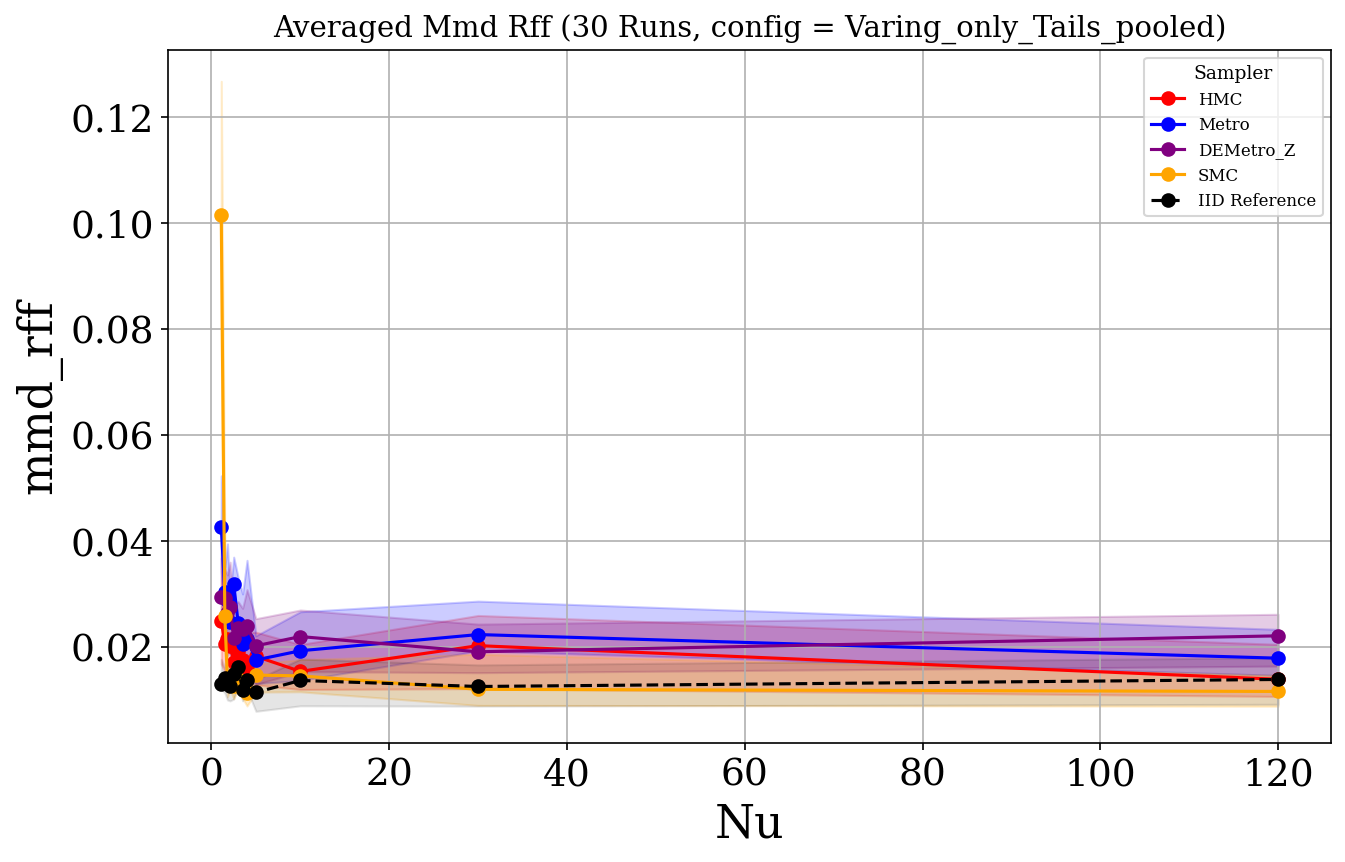 Averaged Mmd Rff (30 Runs, config = Varing_only_Tails_pooled)
Sampler
HMC
Metro
DEMetro_Z
SMC
IID Reference
mmd_rff
0.12
0.10
0.08
0.06
0.04
0.02
0 20 40 60 80 100 120
Nu